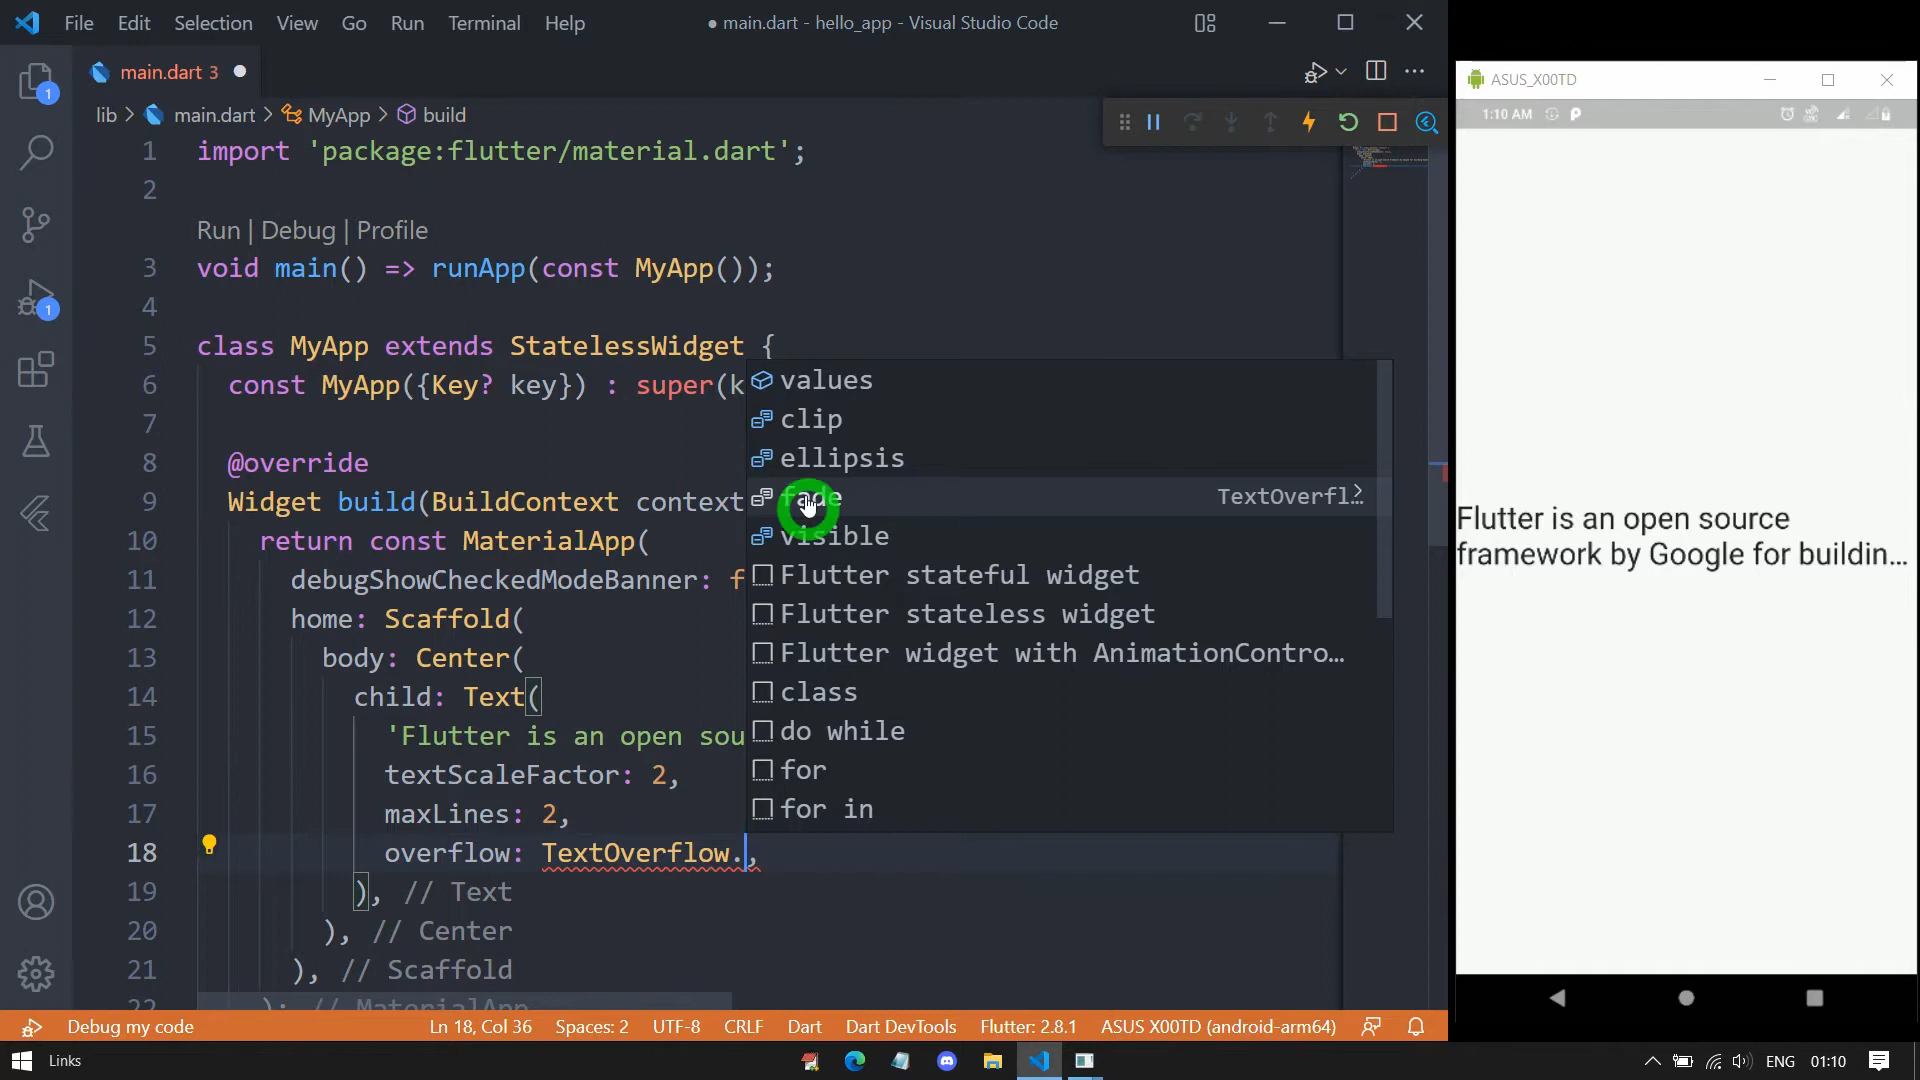 File Edit Selection View Go Run Terminal Help
● main.dart - hello_app - Visual Studio Code
main.dart 3 ●
lib > main.dart > MyApp > build
1 import 'package:flutter/material.dart';
2
Run | Debug | Profile
3 void main() => runApp(const MyApp());
4
5 class MyApp extends StatelessWidget {
6 const MyApp({Key? key}) : super(k
7
8 @override
9 Widget build(BuildContext context
10 return const MaterialApp(
11 debugShowCheckedModeBanner: f
12 home: Scaffold(
13 body: Center(
14 child: Text(
15 'Flutter is an open sou
16 textScaleFactor: 2,
17 maxLines: 2,
18 overflow: TextOverflow.,
19 ), // Text
20 ), // Center
21 ), // Scaffold
22 ); // MaterialApp
values
clip
ellipsis
fade TextOverfl…
visible
Flutter stateful widget
Flutter stateless widget
Flutter widget with AnimationContro…
class
do while
for
for in
1
1
Debug my code Ln 18, Col 36 Spaces: 2 UTF-8 CRLF Dart Dart DevTools Flutter: 2.8.1 ASUS X00TD (android-arm64)
ASUS_X00TD
1:10 AM
Flutter is an open source
framework by Google for buildin…
Links ENG 01:10